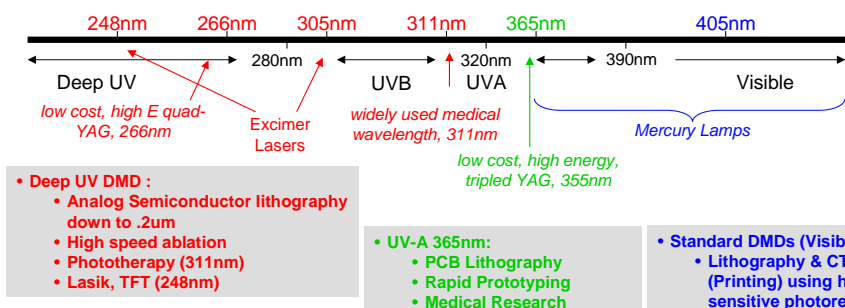 248nm 266nm 305nm 311nm 365nm 405nm
280nm 320nm 390nm
Deep UV UVB UVA Visible
low cost, high E quad-
YAG, 266nm
Excimer
Lasers
widely used medical
wavelength, 311nm
Mercury Lamps
low cost, high energy,
tripled YAG, 355nm
• Deep UV DMD :
• Analog Semiconductor lithography
down to .2um
• High speed ablation
• Phototherapy (311nm)
• Lasik, TFT (248nm)
• UV-A 365nm:
• PCB Lithography
• Rapid Prototyping
• Medical Research
• Standard DMDs (Visib
• Lithography & CT
(Printing) using h
sensitive photore